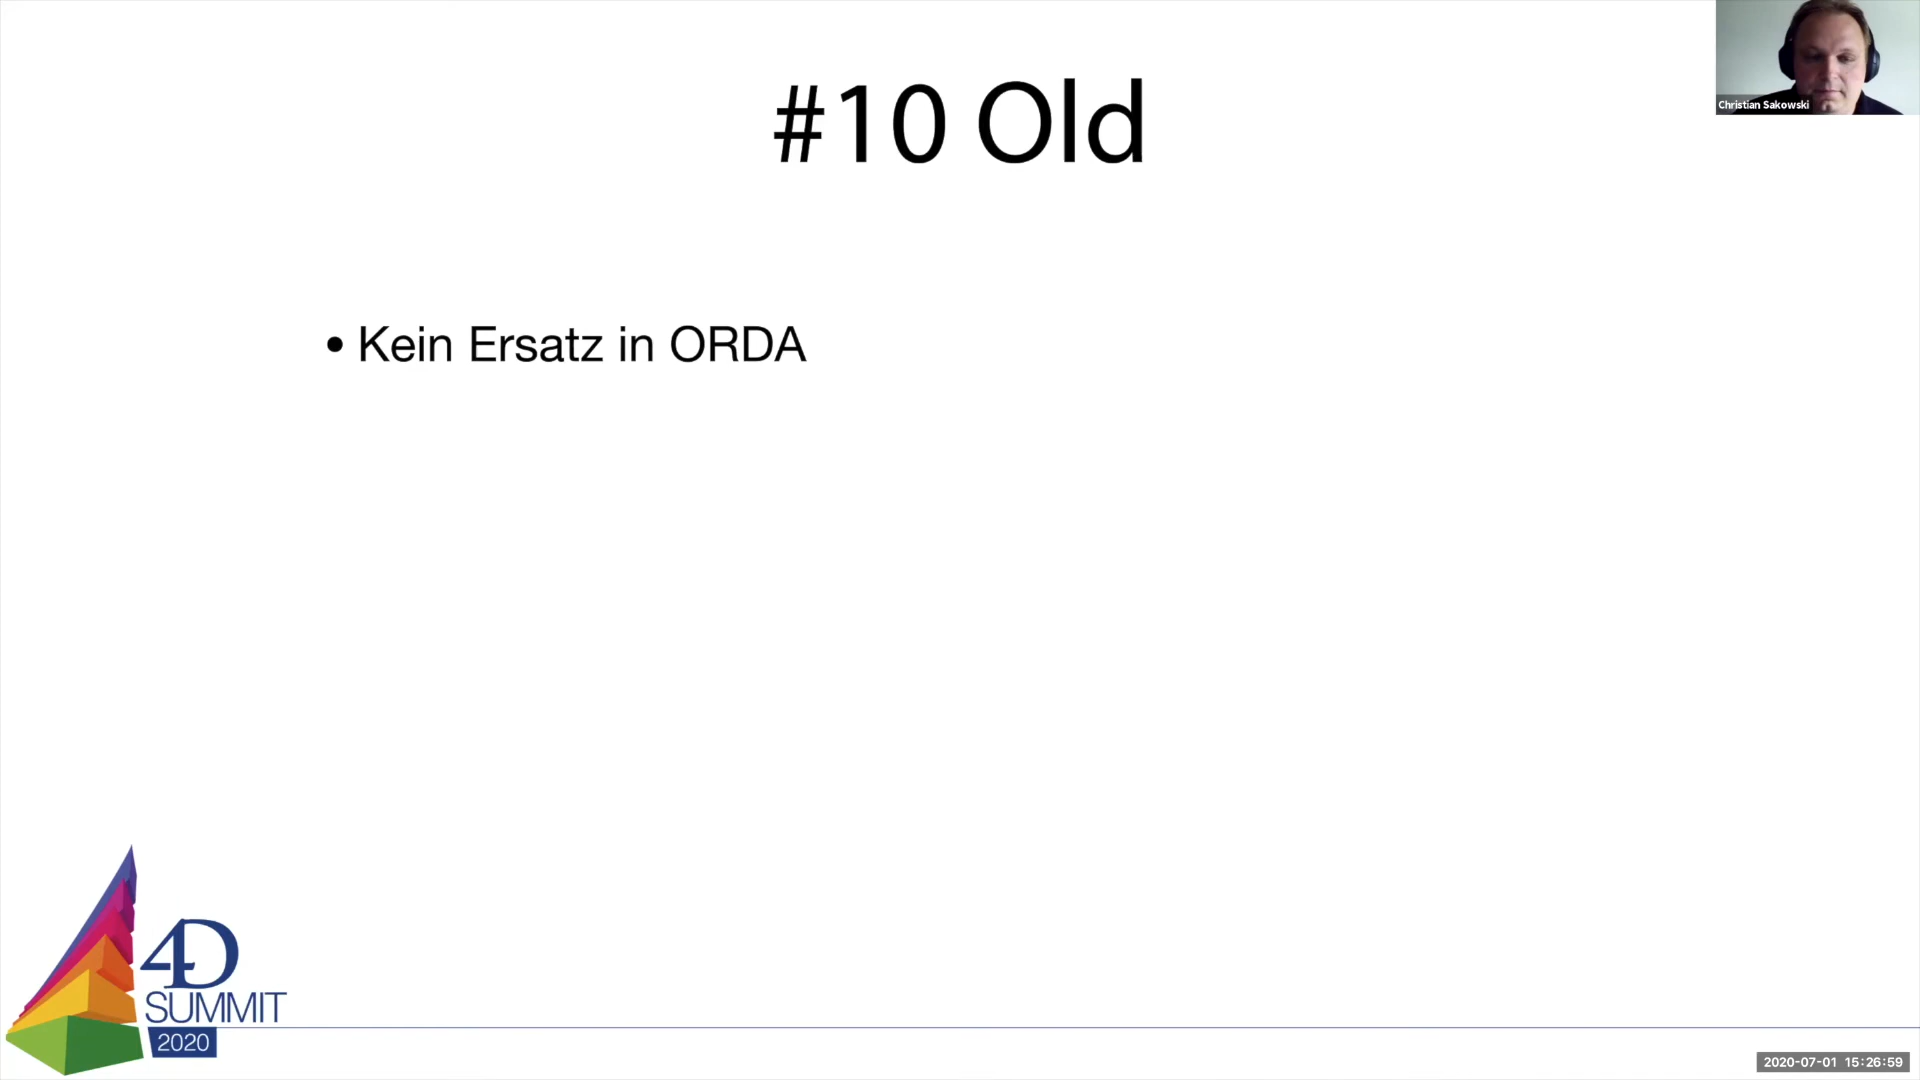 #10 Old
Christian Sakowski
• Kein Ersatz in ORDA
4D
SUMMIT
2020
2020-07-01 15:26:59